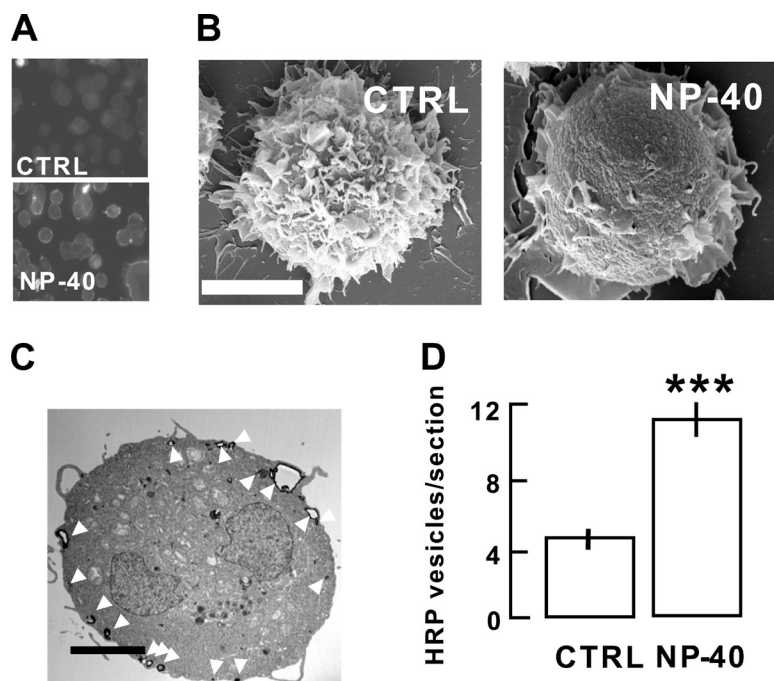 A
CTRL
NP-40
B
CTRL
NP-40
C
D
HRP vesicles/section
12
8
4
0
***
CTRL NP-40